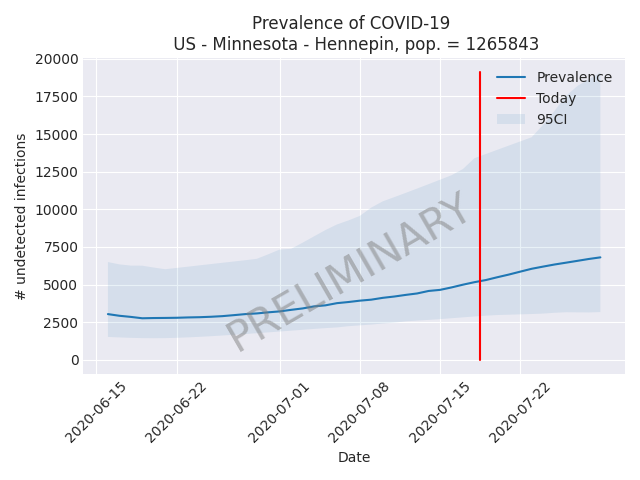 Prevalence of COVID-19
US - Minnesota - Hennepin, pop. = 1265843
20000
17500
15000
12500
10000
7500
5000
2500
0
# undetected infections
Prevalence
Today
95CI
PRELIMINARY
2020-06-15
2020-06-22
2020-07-01
2020-07-08
2020-07-15
2020-07-22
Date